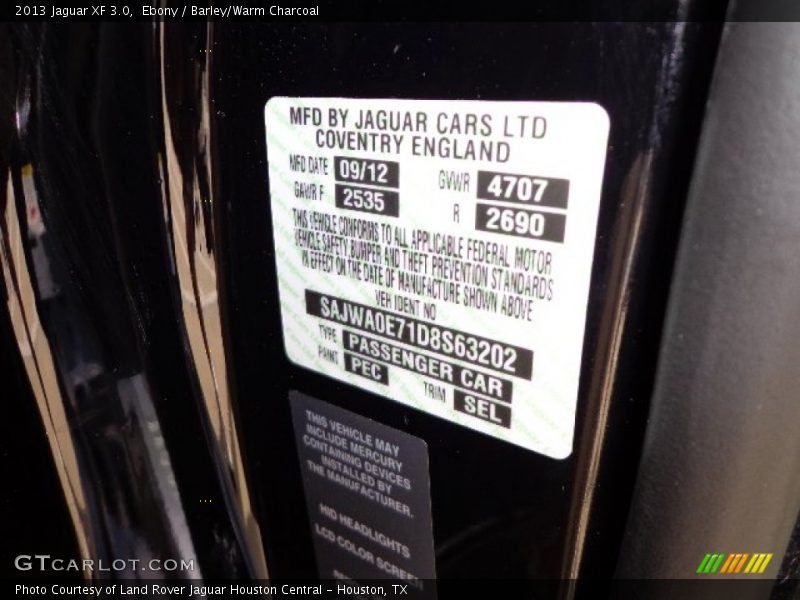 2013 Jaguar XF 3.0, Ebony / Barley/Warm Charcoal
MFD BY JAGUAR CARS LTD
COVENTRY ENGLAND
MFD DATE 09/12 GVWR 4707
GAWR F 2535 R 2690
THIS VEHICLE CONFORMS TO ALL APPLICABLE FEDERAL MOTOR
VEHICLE SAFETY, BUMPER AND THEFT PREVENTION STANDARDS
IN EFFECT ON THE DATE OF MANUFACTURE SHOWN ABOVE
VEH IDENT NO
SAJWA0E71D8S63202
TYPE PASSENGER CAR
PAINT PEC TRIM SEL
THIS VEHICLE MAY
INCLUDE MERCURY
CONTAINING DEVICES
INSTALLED BY
THE MANUFACTURER.
HID HEADLIGHTS
LCD COLOR SCREEN
GTCARLOT.COM
Photo Courtesy of Land Rover Jaguar Houston Central - Houston, TX